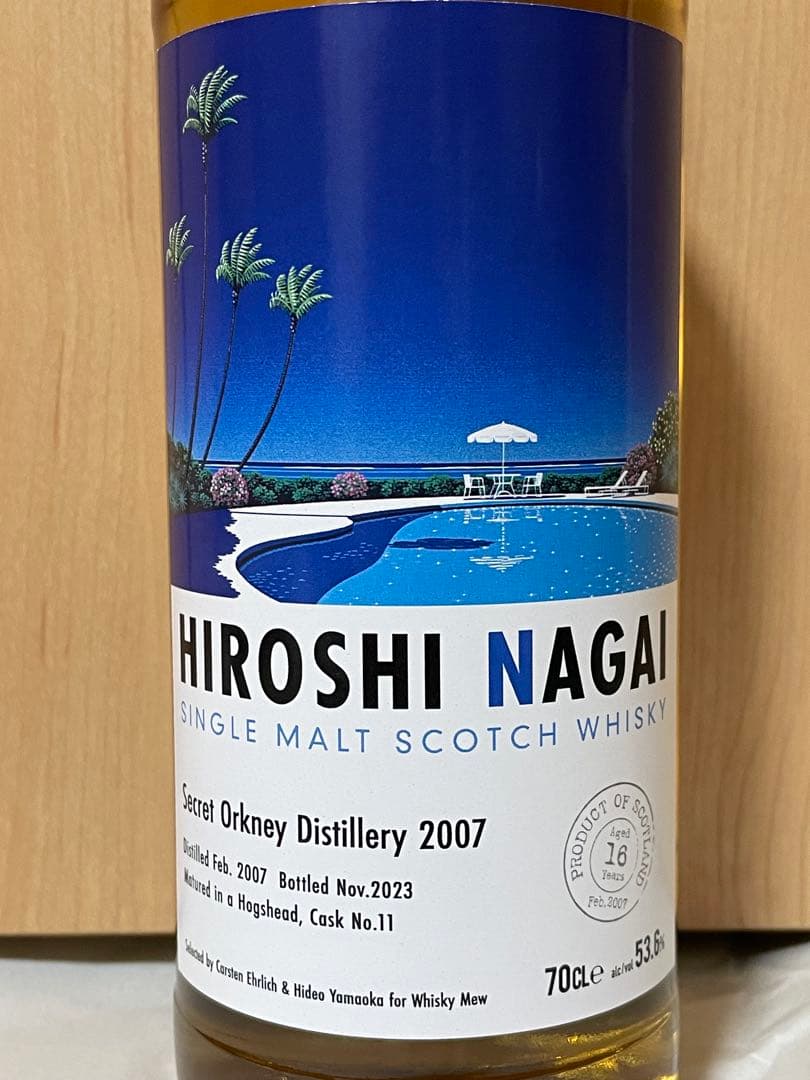 HIROSHI NAGAI
SINGLE MALT SCOTCH WHISKY
Secret Orkney Distillery 2007
Distilled Feb. 2007 Bottled Nov.2023
Matured in a Hogshead, Cask No.11
Selected by Carsten Ehrlich & Hideo Yamaoka for Whisky Mew
PRODUCT OF SCOTLAND
Aged
16
Years
Feb.2007
70CLe alc/vol 53.6%